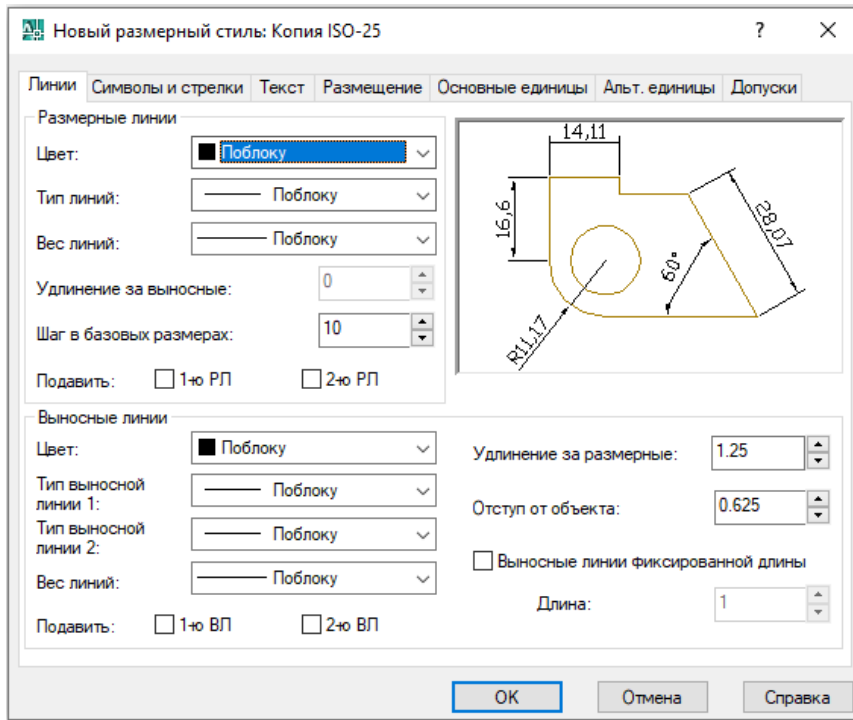 Новый размерный стиль: Копия ISO-25
?
Линии Символы и стрелки Текст Размещение Основные единицы Альт. единицы Допуски
Размерные линии
Цвет: Поблоку
Тип линий: Поблоку
Вес линий: Поблоку
Удлинение за выносные: 0
Шаг в базовых размерах: 10
Подавить: 1-ю РЛ 2-ю РЛ
14,11
16,6
28,07
60°
R11,17
Выносные линии
Цвет: Поблоку
Тип выносной
линии 1: Поблоку
Тип выносной
линии 2: Поблоку
Вес линий: Поблоку
Подавить: 1-ю ВЛ 2-ю ВЛ
Удлинение за размерные: 1.25
Отступ от объекта: 0.625
Выносные линии фиксированной длины
Длина: 1
OK Отмена Справка